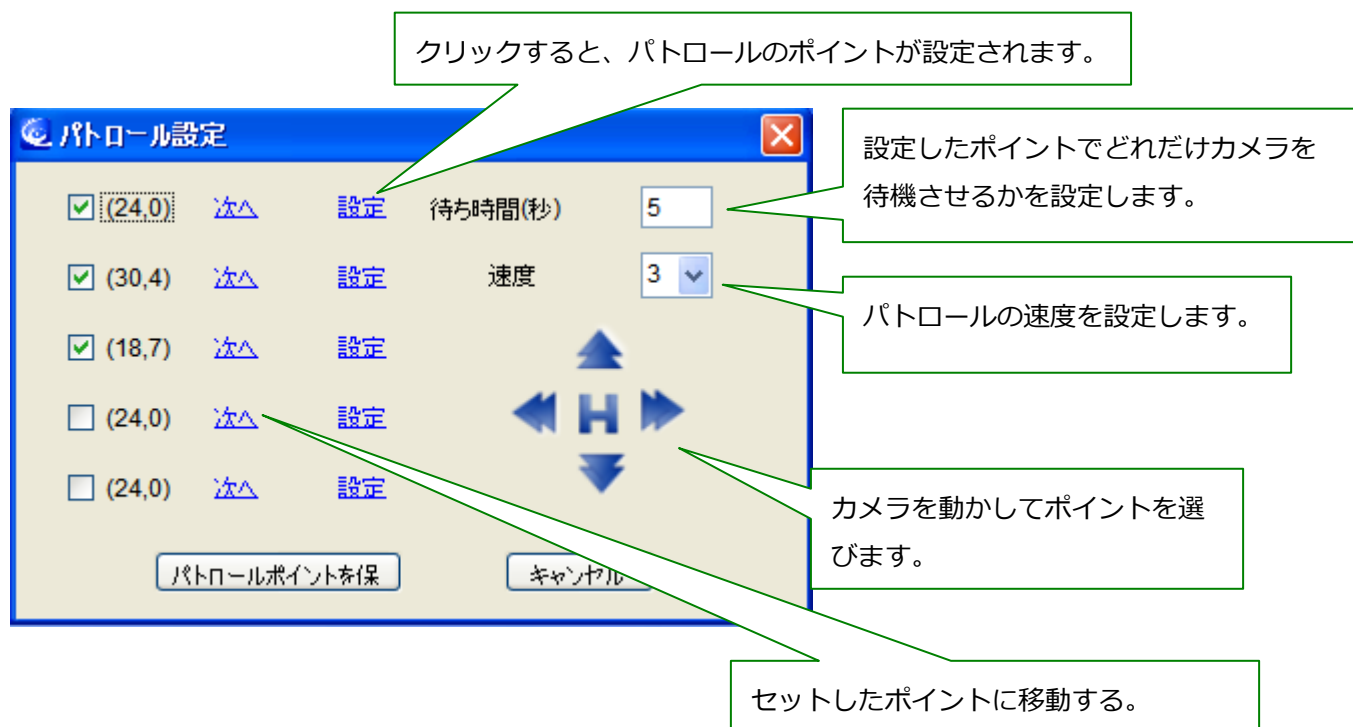 クリックすると、パトロールのポイントが設定されます。
パトロール設定
設定したポイントでどれだけカメラを
待機させるかを設定します。
(24,0) 次へ 設定 待ち時間(秒) 5
(30,4) 次へ 設定 速度 3
パトロールの速度を設定します。
(18,7) 次へ 設定
(24,0) 次へ 設定
H
(24,0) 次へ 設定
カメラを動かしてポイントを選
びます。
パトロールポイントを保 キャンセル
セットしたポイントに移動する。